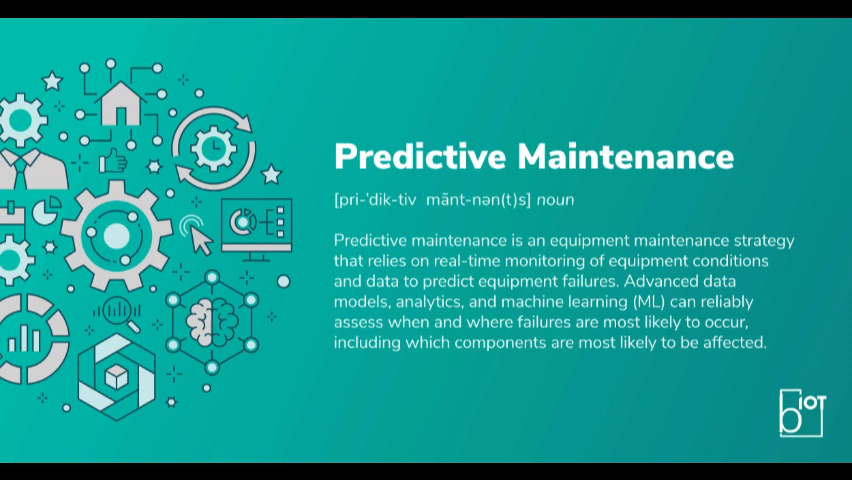 Predictive Maintenance
[pri-ˈdik-tiv ˈmānt-nən(t)s] noun
Predictive maintenance is an equipment maintenance strategy
that relies on real-time monitoring of equipment conditions
and data to predict equipment failures. Advanced data
models, analytics, and machine learning (ML) can reliably
assess when and where failures are most likely to occur,
including which components are most likely to be affected.
bIOT